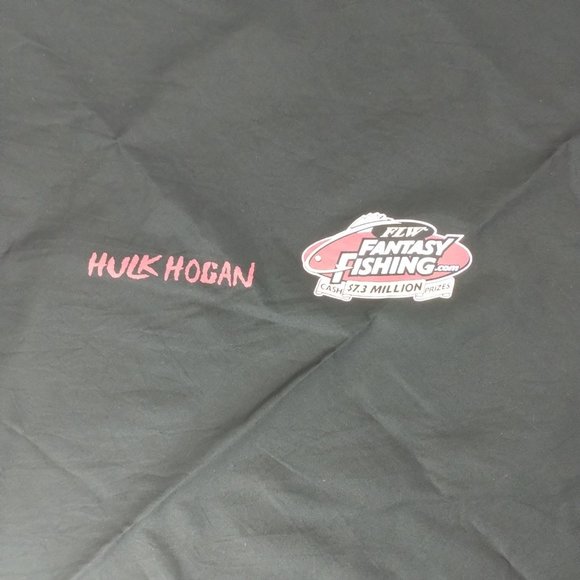 HULK HOGAN
FLW
FANTASY
FISHING.com
CASH $7.3 MILLION PRIZES